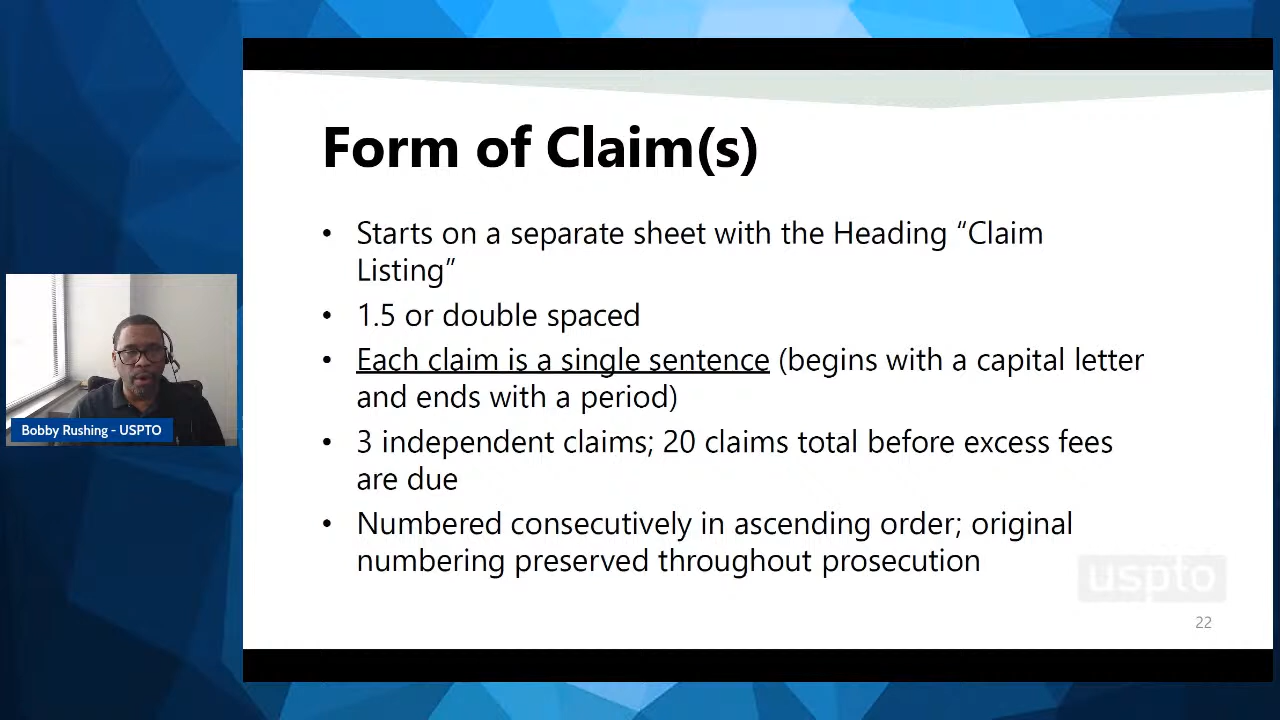 Form of Claim(s)
• Starts on a separate sheet with the Heading “Claim
Listing”
• 1.5 or double spaced
• Each claim is a single sentence (begins with a capital letter
and ends with a period)
• 3 independent claims; 20 claims total before excess fees
are due
• Numbered consecutively in ascending order; original
numbering preserved throughout prosecution
Bobby Rushing - USPTO
uspto
22